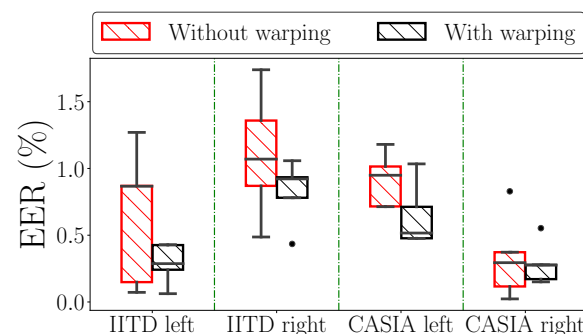 Without warping With warping
EER (%)
1.5
1.0
0.5
0.0
IITD left IITD right CASIA left CASIA right